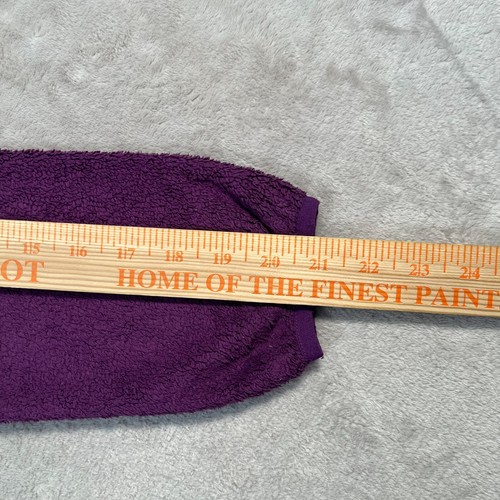 15 16 17 18 19 20 21 22 23 24
OT HOME OF THE FINEST PAINT